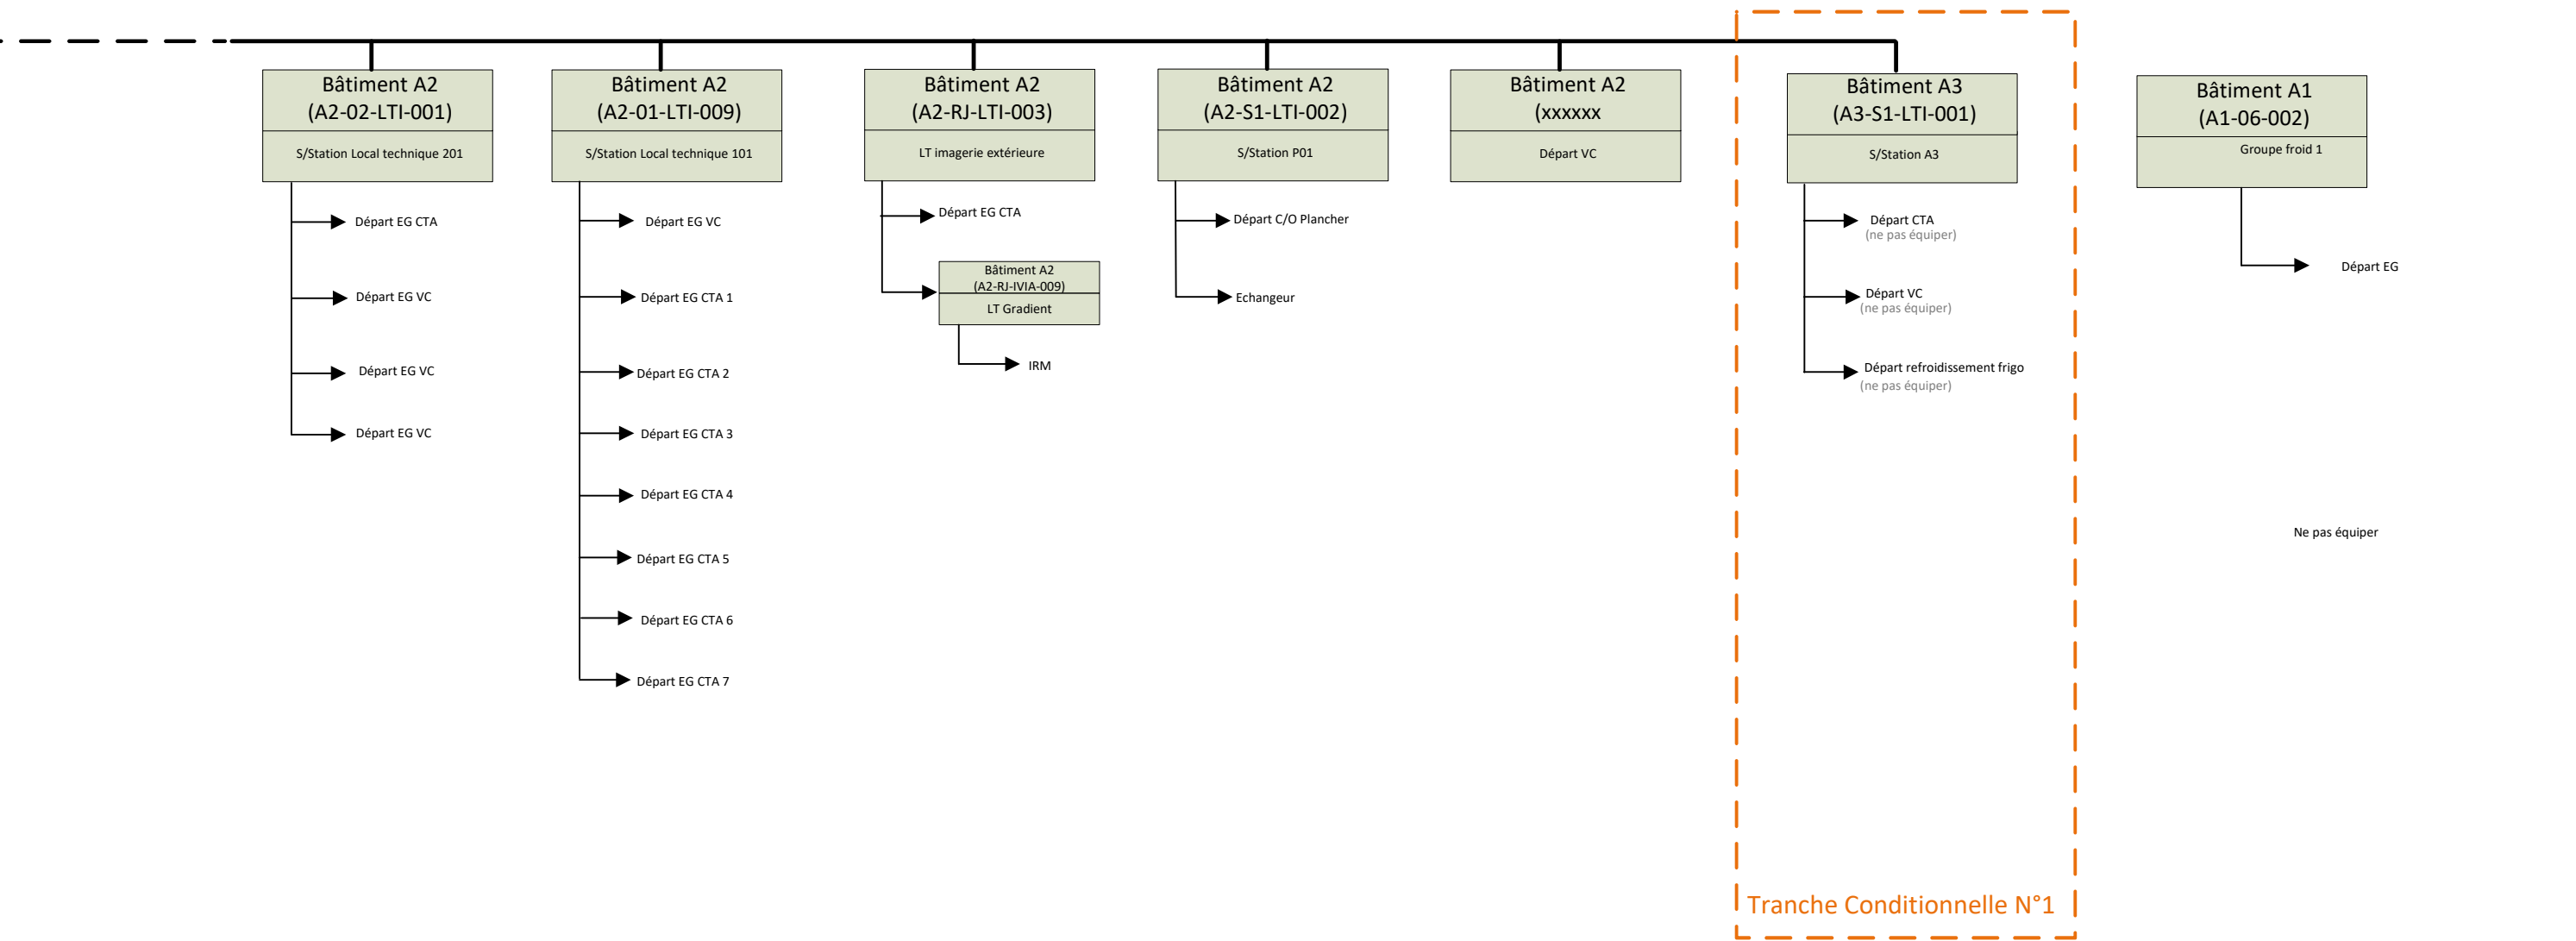 Bâtiment A2
(A2-02-LTI-001)
S/Station Local technique 201
Départ EG CTA
Départ EG VC
Départ EG VC
Départ EG VC
Bâtiment A2
(A2-01-LTI-009)
S/Station Local technique 101
Départ EG VC
Départ EG CTA 1
Départ EG CTA 2
Départ EG CTA 3
Départ EG CTA 4
Départ EG CTA 5
Départ EG CTA 6
Départ EG CTA 7
Bâtiment A2
(A2-RJ-LTI-003)
LT imagerie extérieure
Départ EG CTA
Bâtiment A2
(A2-RJ-IVIA-009)
LT Gradient
IRM
Bâtiment A2
(A2-S1-LTI-002)
S/Station P01
Départ C/O Plancher
Echangeur
Bâtiment A2
(xxxxxx
Départ VC
Bâtiment A3
(A3-S1-LTI-001)
S/Station A3
Départ CTA
(ne pas équiper)
Départ VC
(ne pas équiper)
Départ refroidissement frigo
(ne pas équiper)
Tranche Conditionnelle N°1
Bâtiment A1
(A1-06-002)
Groupe froid 1
Départ EG
Ne pas équiper